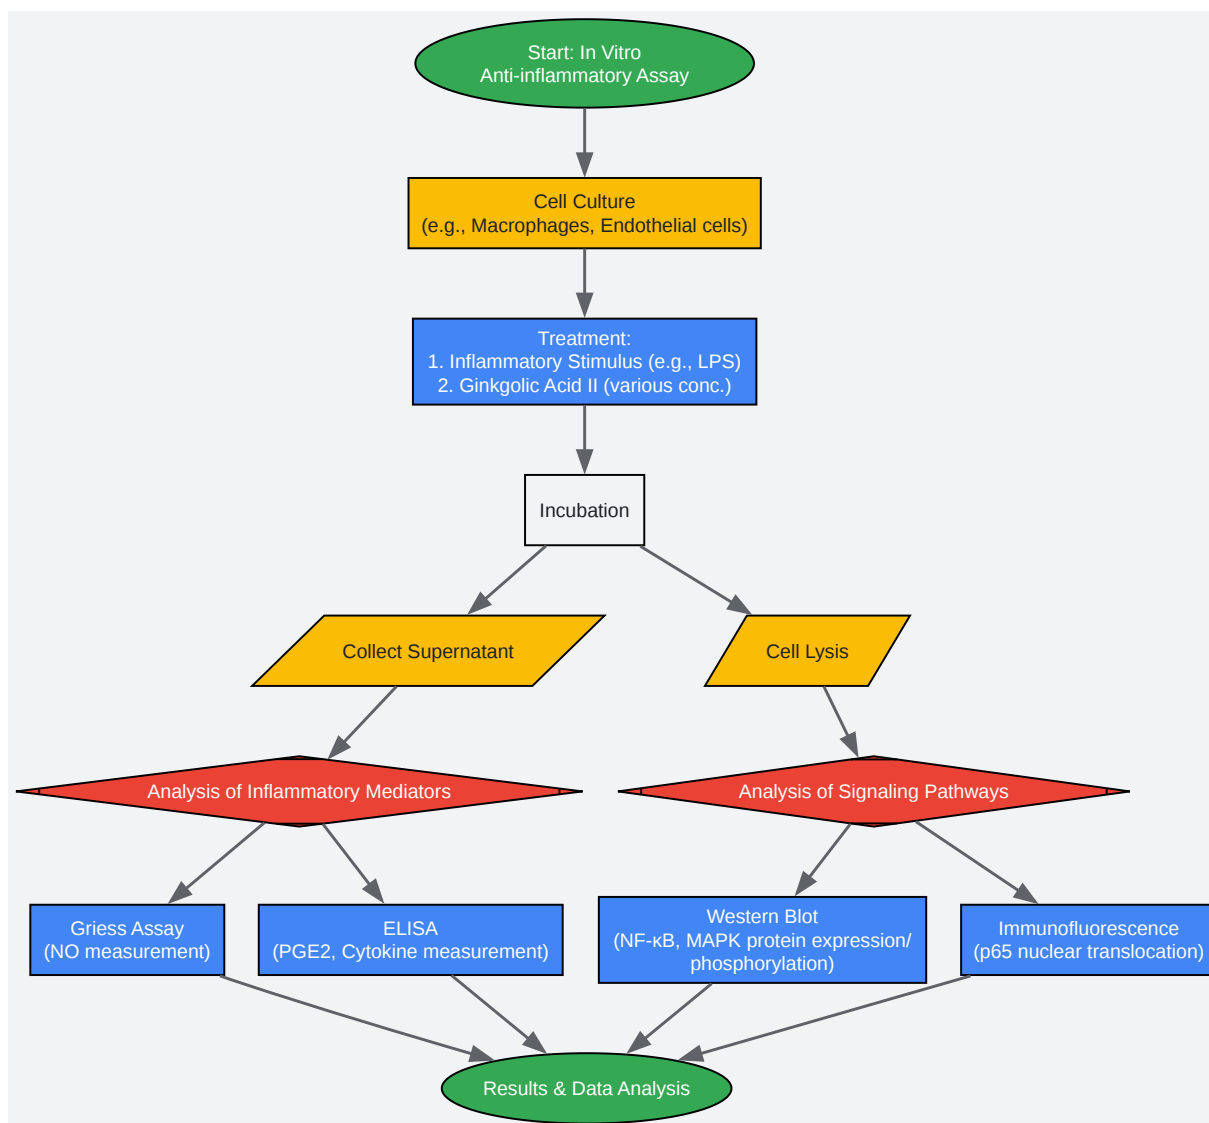 Start: In Vitro
Anti-inflammatory Assay
Cell Culture
(e.g., Macrophages, Endothelial cells)
Treatment:
1. Inflammatory Stimulus (e.g., LPS)
2. Ginkgolic Acid II (various conc.)
Incubation
Collect Supernatant
Cell Lysis
Analysis of Inflammatory Mediators
Analysis of Signaling Pathways
Griess Assay
(NO measurement)
ELISA
(PGE2, Cytokine measurement)
Western Blot
(NF-κB, MAPK protein expression/
phosphorylation)
Immunofluorescence
(p65 nuclear translocation)
Results & Data Analysis